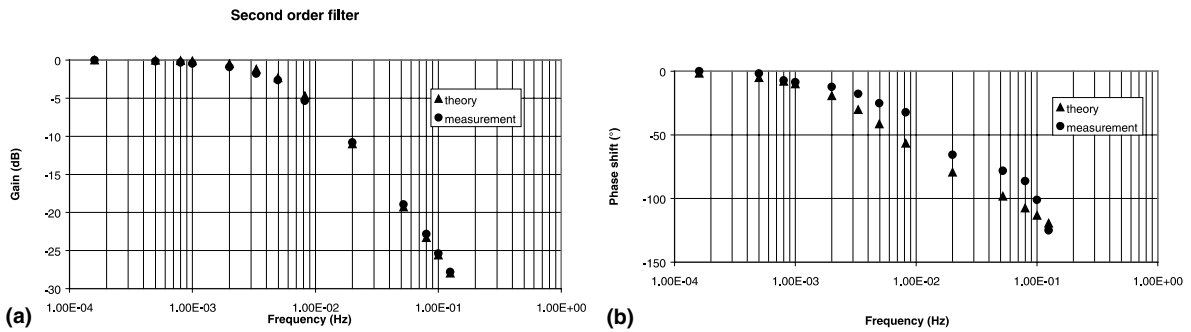 Second order filter
0
-5
-10
-15
-20
-25
-30
Gain (dB)
theory
measurement
1.00E-04
1.00E-03
1.00E-02
1.00E-01
1.00E+00
Frequency (Hz)
(a)
0
-50
-100
-150
Phase shift (°)
theory
measurement
1.00E-04
1.00E-03
1.00E-02
1.00E-01
1.00E+00
Frequency (Hz)
(b)